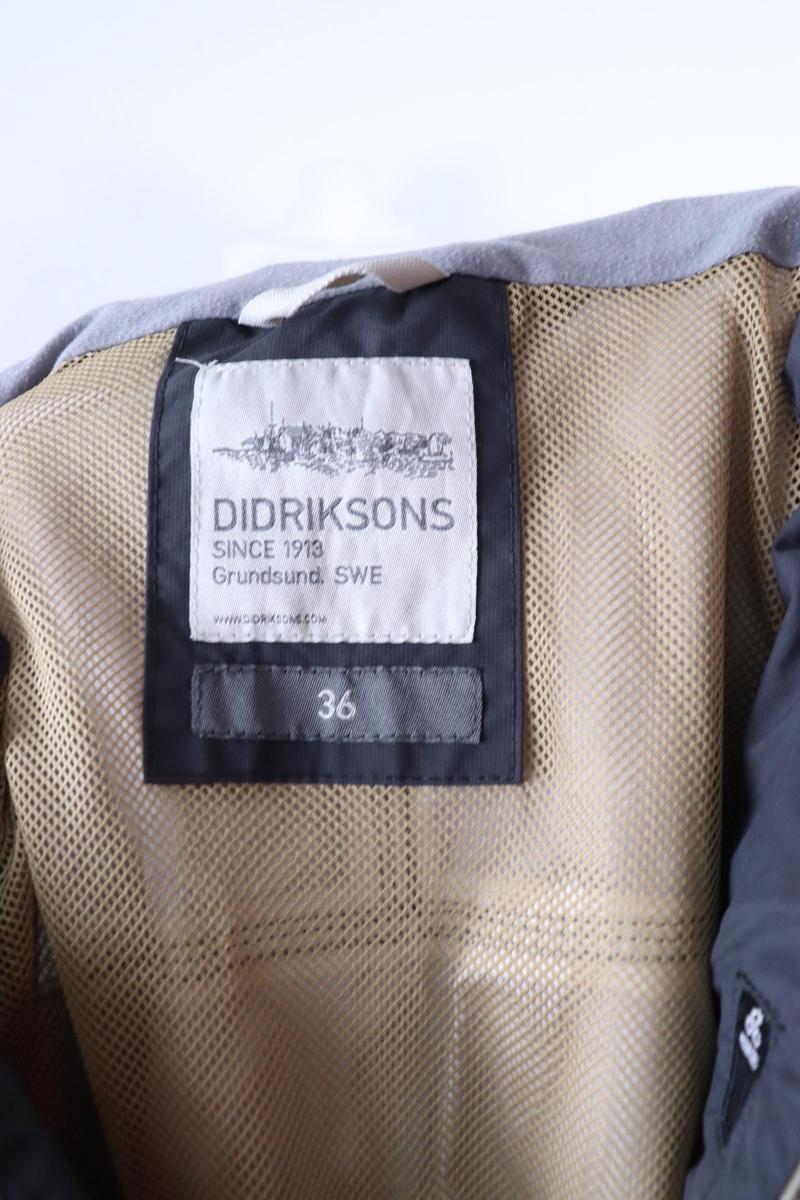 DIDRIKSONS
SINCE 1913
Grundsund. SWE
WWW.DIDRIKSONS.COM
36